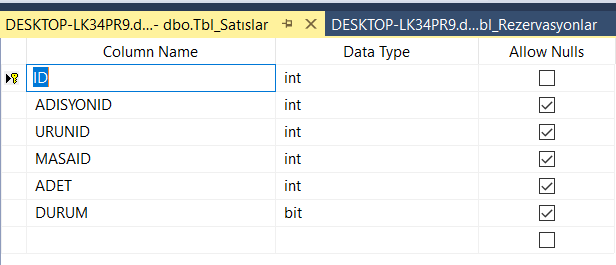 DESKTOP-LK34PR9.d...- dbo.Tbl_Satıslar DESKTOP-LK34PR9.d...bl_Rezervasyonlar
Column Name Data Type Allow Nulls
ID int
ADISYONID int
URUNID int
MASAID int
ADET int
DURUM bit